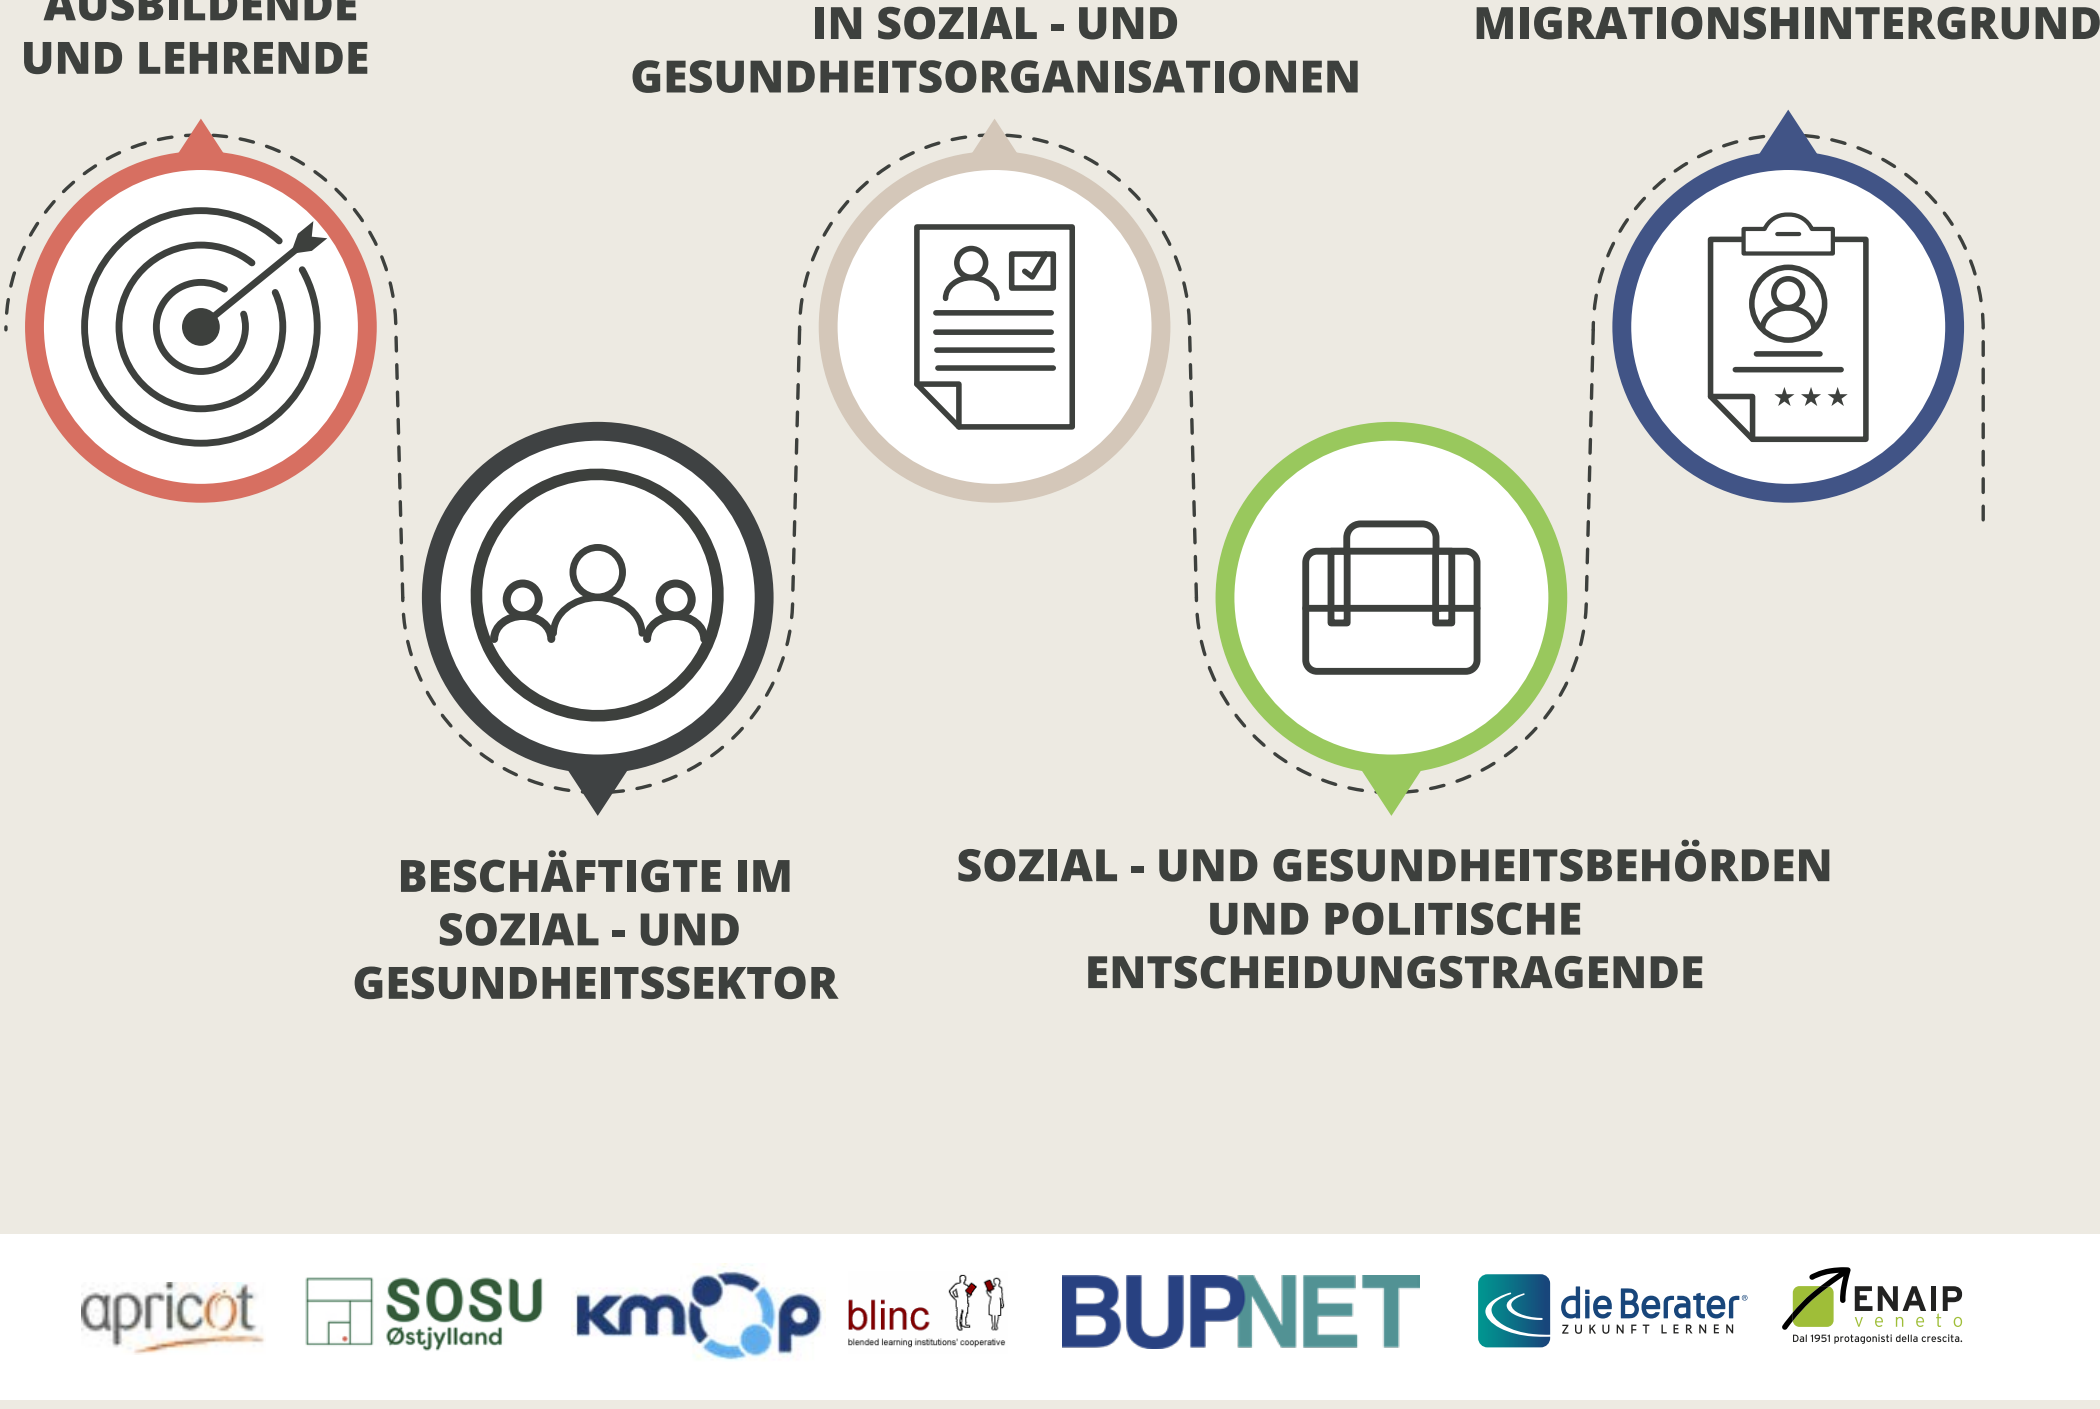 AUSBILDENDE
UND LEHRENDE
IN SOZIAL - UND
GESUNDHEITSORGANISATIONEN
MIGRATIONSHINTERGRUND
BESCHÄFTIGTE IM
SOZIAL - UND
GESUNDHEITSSEKTOR
SOZIAL - UND GESUNDHEITSBEHÖRDEN
UND POLITISCHE
ENTSCHEIDUNGSTRAGENDE
apricot
SOSU
Østjylland
kmop
blinc
blended learning institutions' cooperative
BUPNET
die Berater®
ZUKUNFT LERNEN
ENAIP
veneto
Dal 1951 protagonisti della crescita.